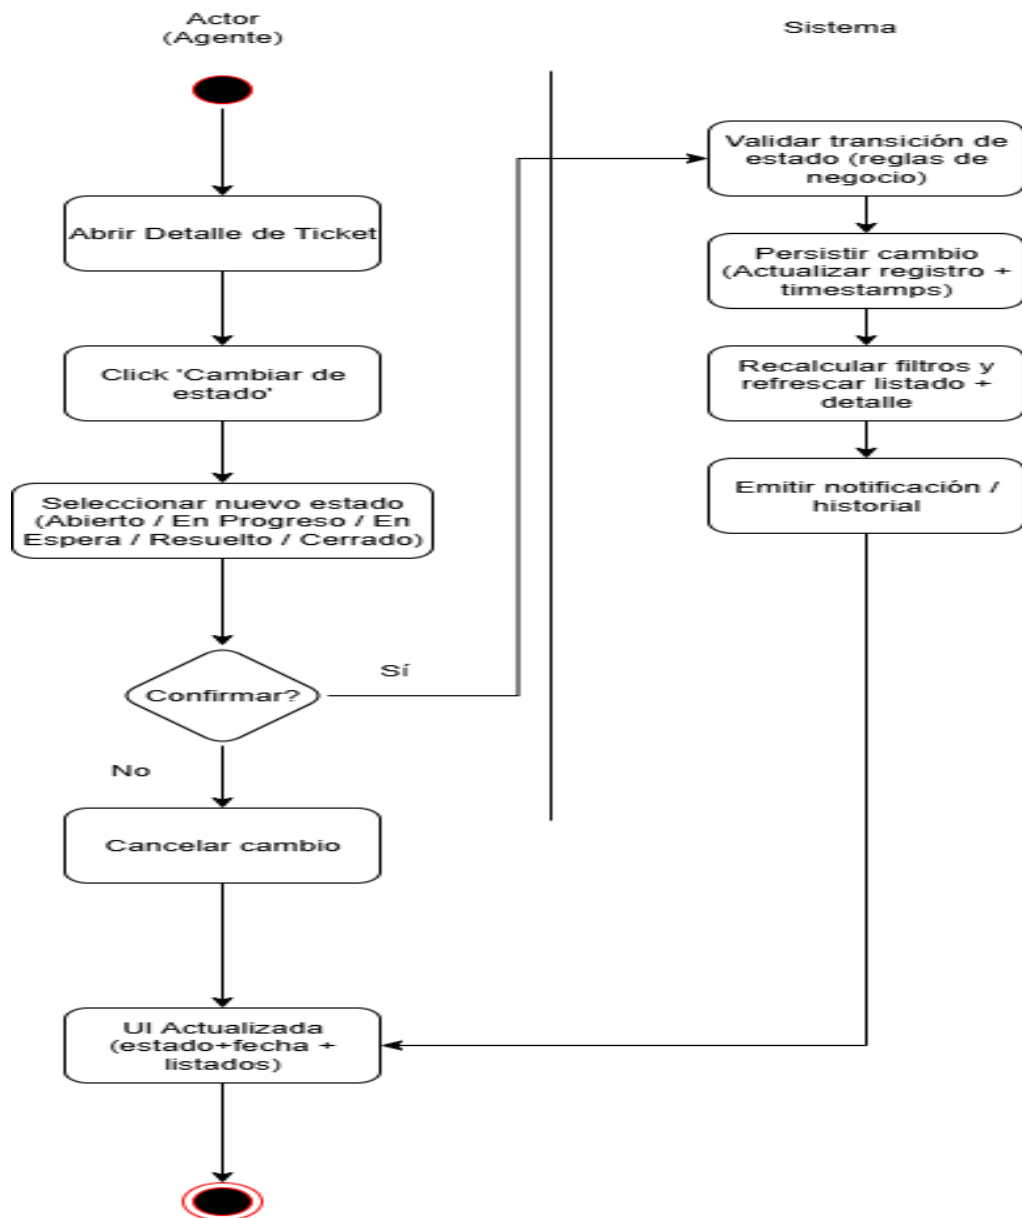 Actor
(Agente)
Sistema
Validar transición de
estado (reglas de
negocio)
Abrir Detalle de Ticket
Persistir cambio
(Actualizar registro +
timestamps)
Click 'Cambiar de
estado'
Recalcular filtros y
refrescar listado +
detalle
Seleccionar nuevo estado
(Abierto / En Progreso / En
Espera / Resuelto / Cerrado)
Emitir notificación /
historial
Confirmar?
Sí
No
Cancelar cambio
UI Actualizada
(estado+fecha +
listados)